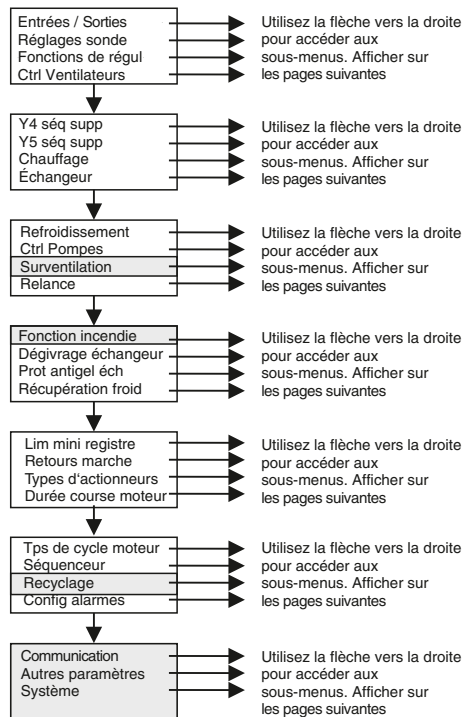 Entrées / Sorties
Réglages sonde
Fonctions de régul
Ctrl Ventilateurs
Utilisez la flèche vers la droite
pour accéder aux
sous-menus. Afficher sur
les pages suivantes
Y4 séq supp
Y5 séq supp
Chauffage
Échangeur
Utilisez la flèche vers la droite
pour accéder aux
sous-menus. Afficher sur
les pages suivantes
Refroidissement
Ctrl Pompes
Surventilation
Relance
Utilisez la flèche vers la droite
pour accéder aux
sous-menus. Afficher sur
les pages suivantes
Fonction incendie
Dégivrage échangeur
Prot antigel éch
Récupération froid
Utilisez la flèche vers la droite
pour accéder aux
sous-menus. Afficher sur
les pages suivantes
Lim mini registre
Retours marche
Types d‘actionneurs
Durée course moteur
Utilisez la flèche vers la droite
pour accéder aux
sous-menus. Afficher sur
les pages suivantes
Tps de cycle moteur
Séquenceur
Recyclage
Config alarmes
Utilisez la flèche vers la droite
pour accéder aux
sous-menus. Afficher sur
les pages suivantes
Communication
Autres paramètres
Système
Utilisez la flèche vers la droite
pour accéder aux
sous-menus. Afficher sur
les pages suivantes